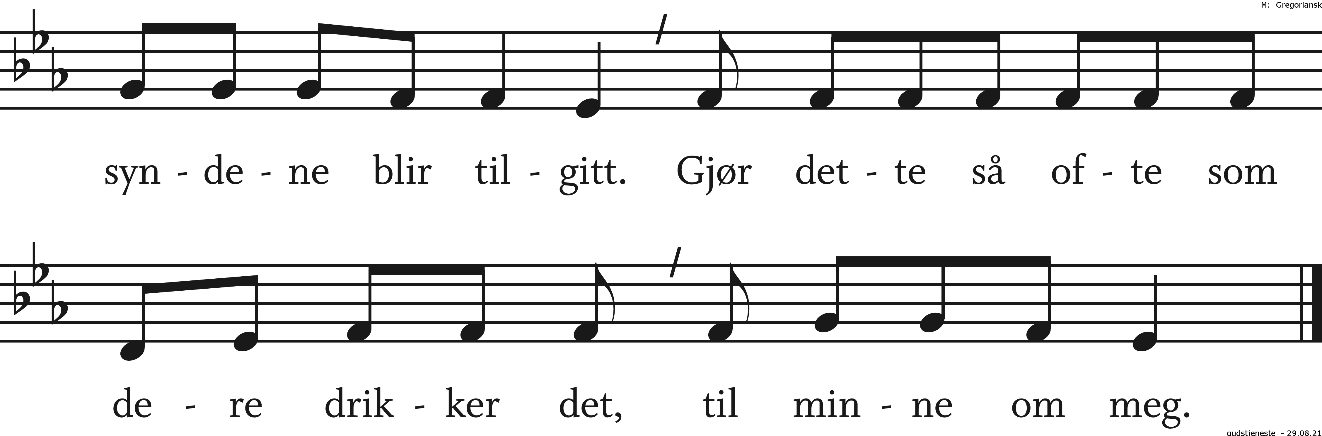 M: Gregoriansk
syn - de - ne blir til - gitt. Gjør det - te så of - te som
de - re drik - ker det, til min - ne om meg.
gudstjeneste - 29.08.21